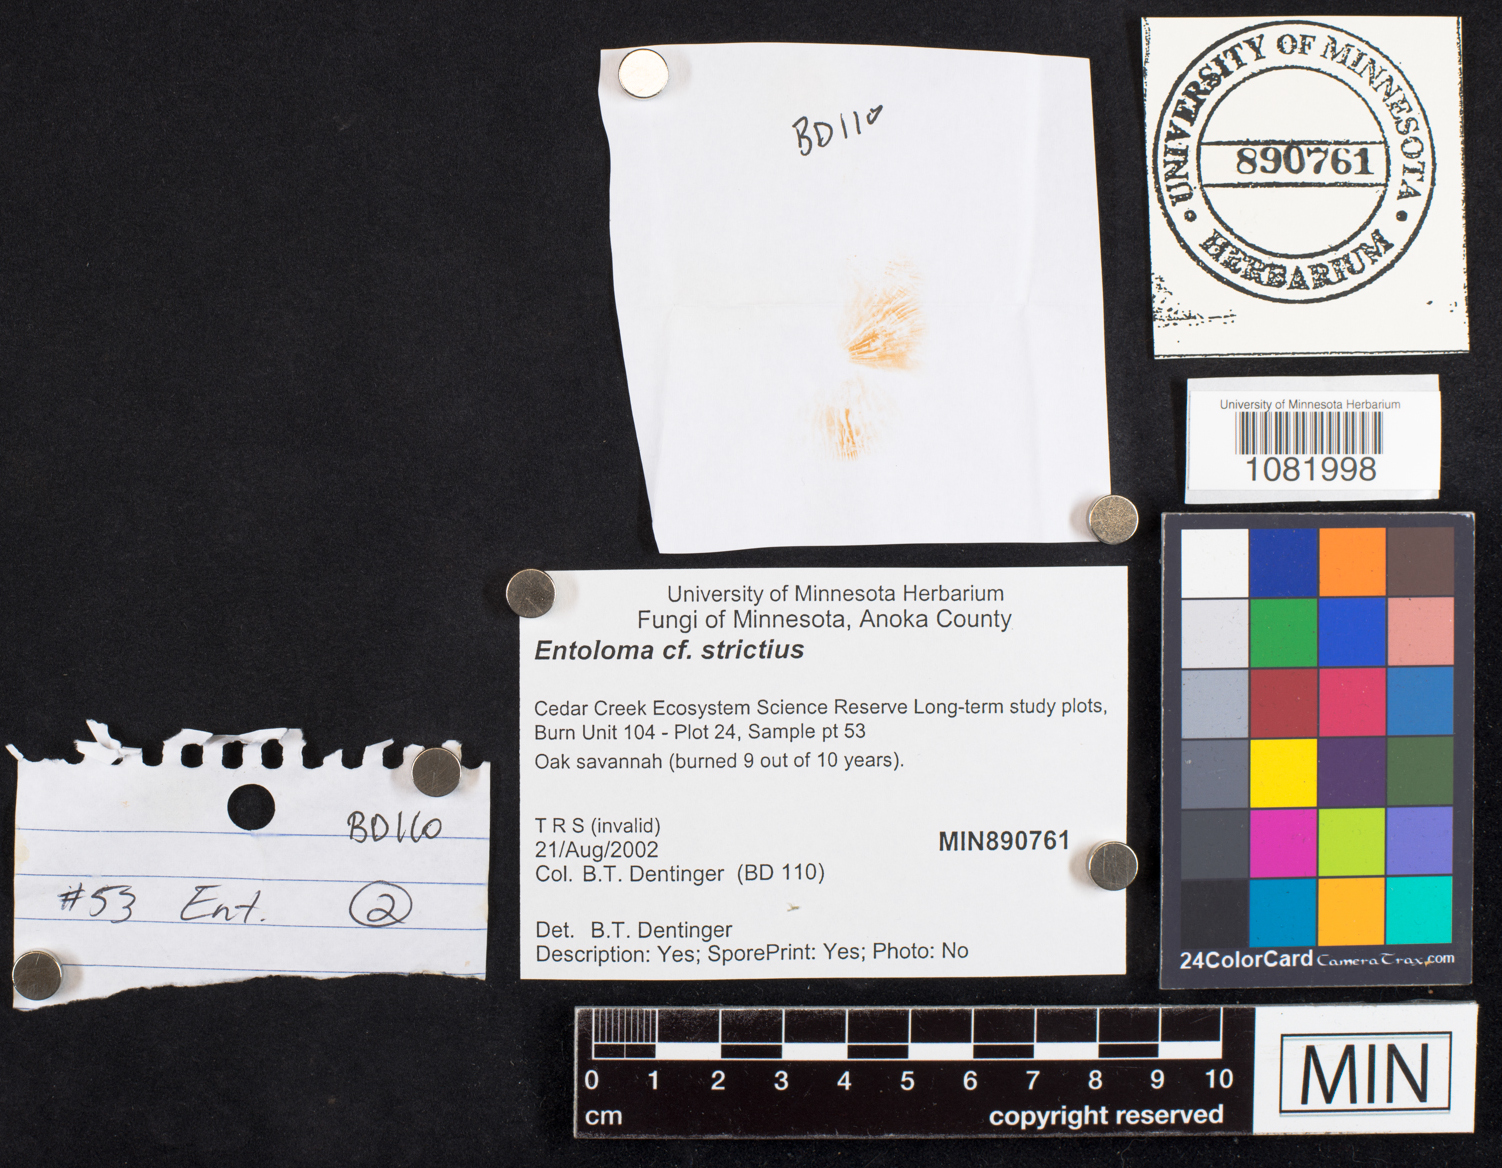 BD110
UNIVERSITY OF MINNESOTA
890761
HERBARIUM
University of Minnesota Herbarium
1081998
University of Minnesota Herbarium
Fungi of Minnesota, Anoka County
Entoloma cf. strictius
Cedar Creek Ecosystem Science Reserve Long-term study plots,
Burn Unit 104 - Plot 24, Sample pt 53
Oak savannah (burned 9 out of 10 years).
T R S (invalid)
21/Aug/2002
MIN890761
Col. B.T. Dentinger (BD 110)
Det. B.T. Dentinger
Description: Yes; SporePrint: Yes; Photo: No
BD110
#53 Ent. 2
24ColorCard CameraTrax.com
0 1 2 3 4 5 6 7 8 9 10
cm copyright reserved
MIN